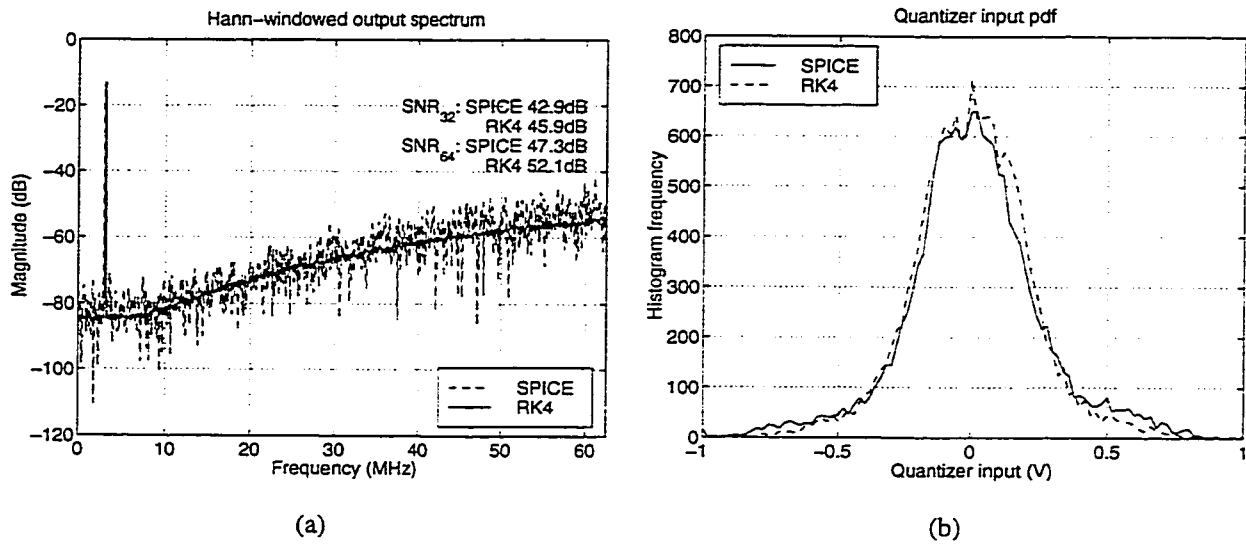 Hann-windowed output spectrum
0
-20
-40
-60
-80
-100
-120
Magnitude (dB)
SNR32: SPICE 42.9dB
RK4 45.9dB
SNR64: SPICE 47.3dB
RK4 52.1dB
SPICE
RK4
0
10
20
30
40
50
60
Frequency (MHz)
(a)
Quantizer input pdf
800
700
600
500
400
300
200
100
0
Histogram frequency
SPICE
RK4
-1
-0.5
0
0.5
1
Quantizer input (V)
(b)